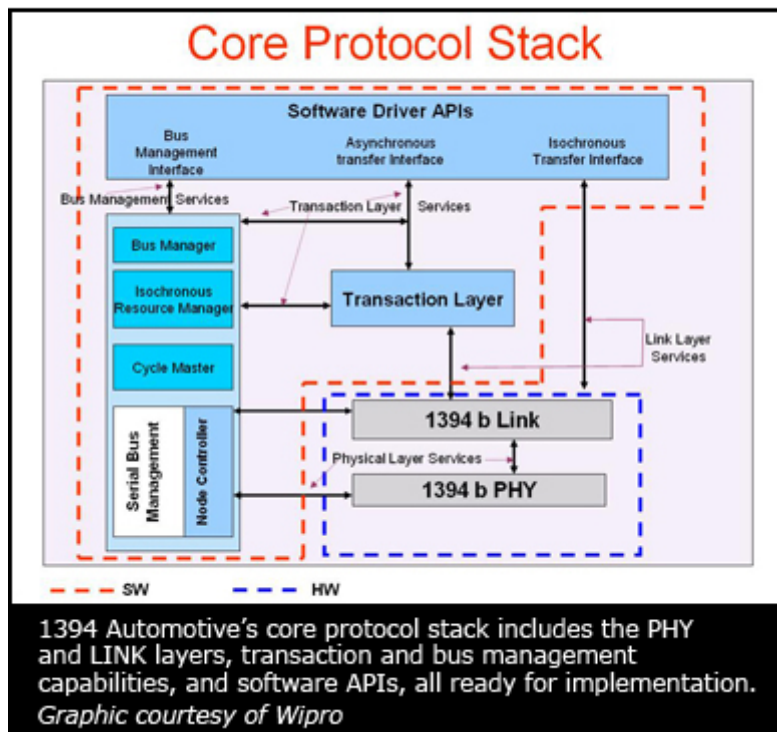 Core Protocol Stack
Software Driver APIs
Bus
Management
Interface
Asynchronous
transfer Interface
Isochronous
Transfer Interface
Bus Management Services
Transaction Layer Services
Bus Manager
Isochronous
Resource Manager
Transaction Layer
Link Layer
Services
Cycle Master
1394 b Link
Serial Bus
Management
Node Controller
Physical Layer Services
1394 b PHY
SW
HW
1394 Automotive's core protocol stack includes the PHY
and LINK layers, transaction and bus management
capabilities, and software APIs, all ready for implementation.
Graphic courtesy of Wipro